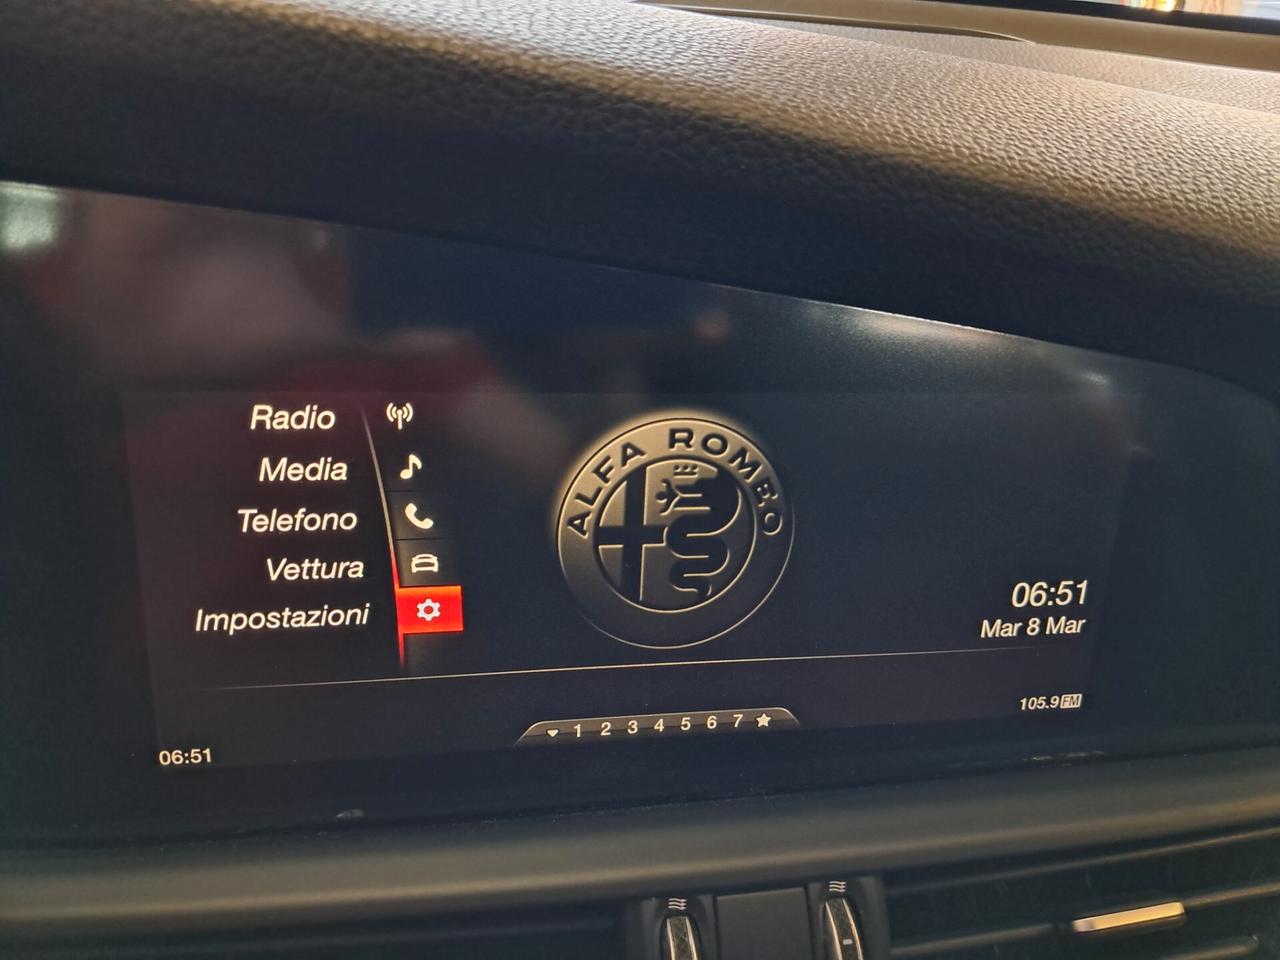 Radio
Media
Telefono
Vettura
Impostazioni
ALFA ROMEO
06:51
Mar 8 Mar
105.9 FM
1 2 3 4 5 6 7
06:51